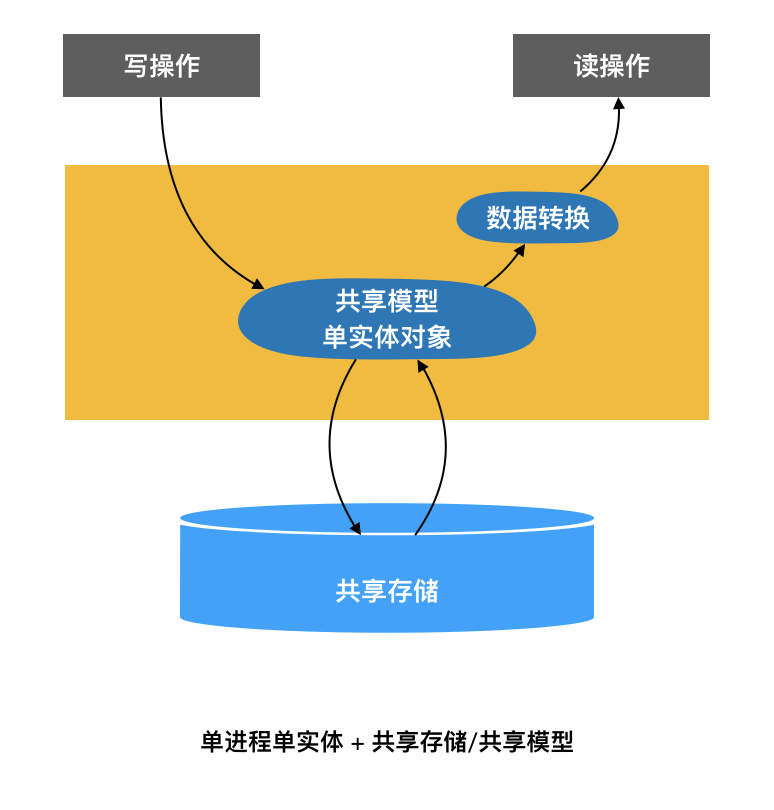 写操作
读操作
数据转换
共享模型
单实体对象
共享存储
单进程单实体 + 共享存储/共享模型